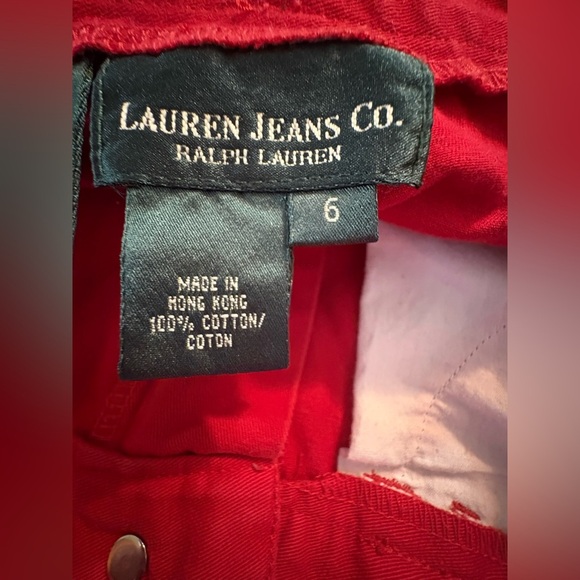 LAUREN JEANS CO.
RALPH LAUREN
6
MADE IN
HONG KONG
100% COTTON/
COTON